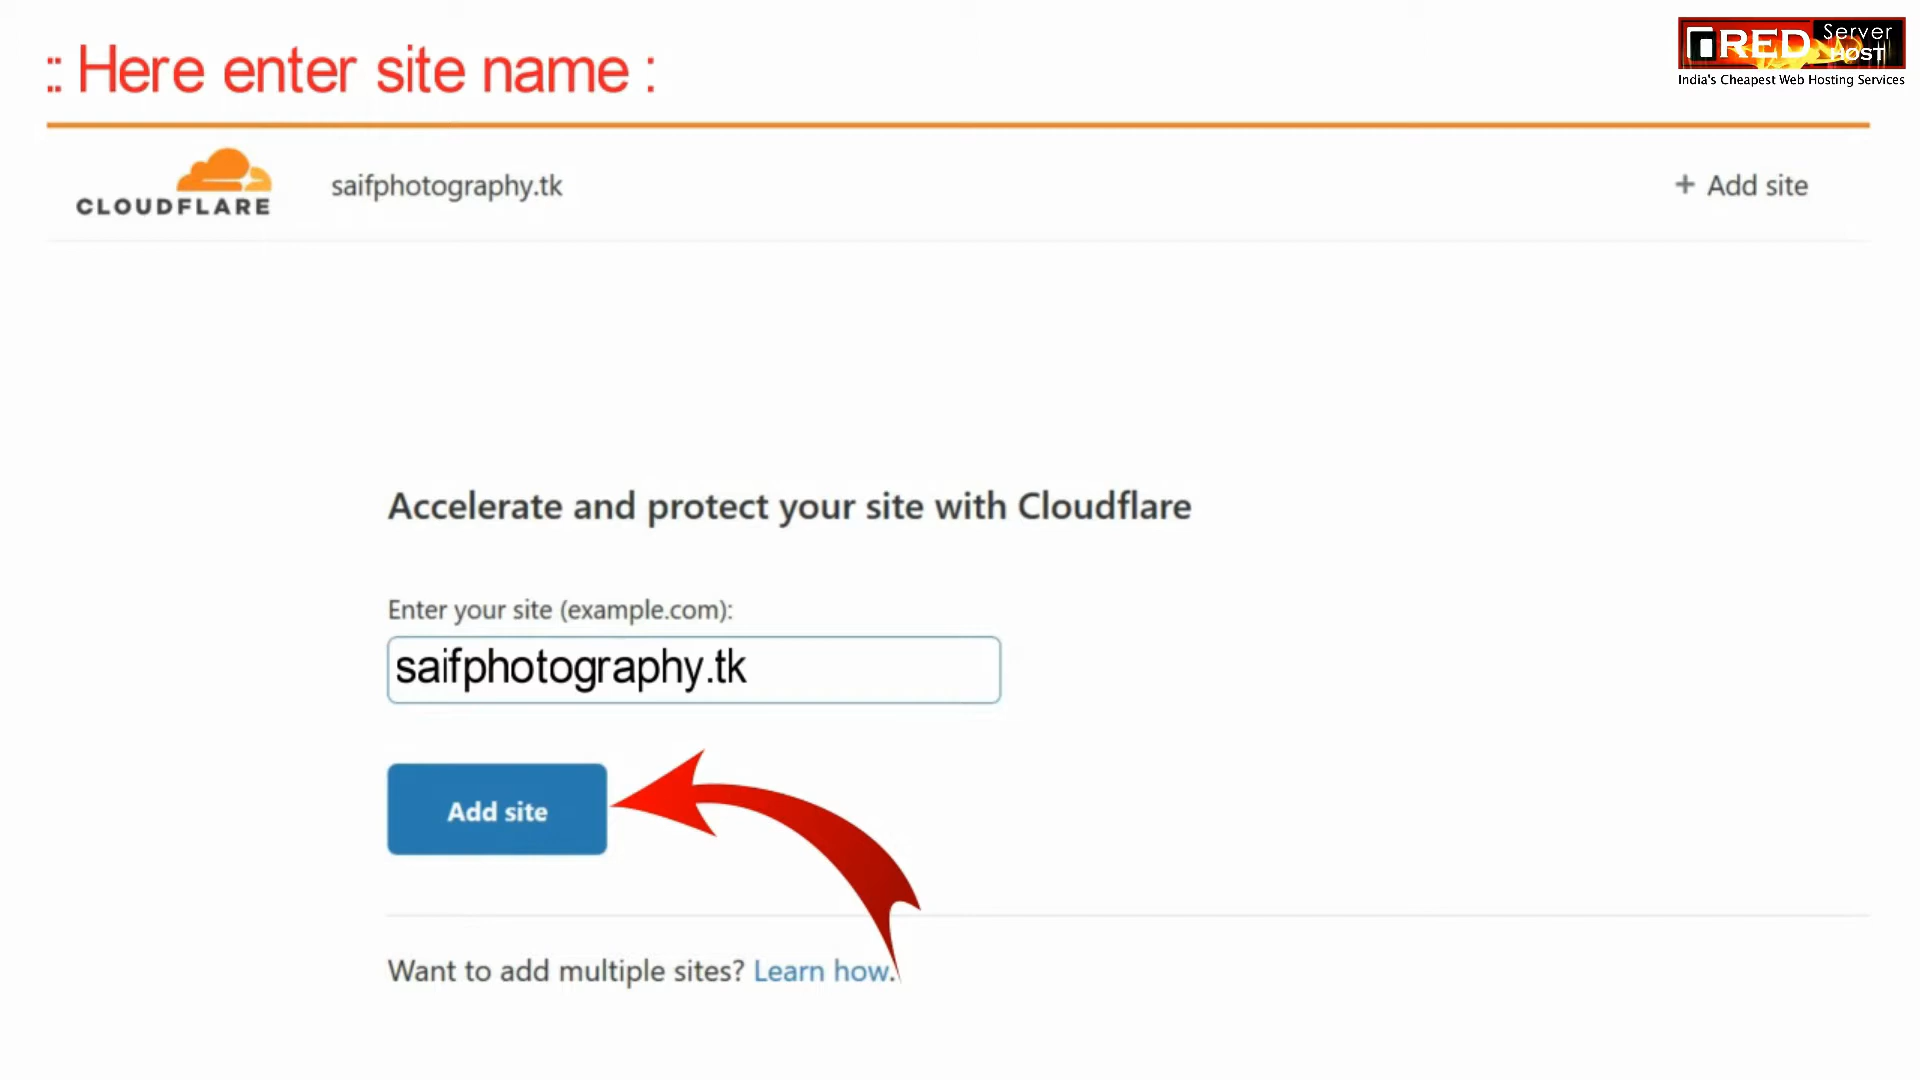 :: Here enter site name :
RED Server HOST
India's Cheapest Web Hosting Services
CLOUDFLARE
saifphotography.tk
+ Add site
Accelerate and protect your site with Cloudflare
Enter your site (example.com):
saifphotography.tk
Add site
Want to add multiple sites? Learn how.